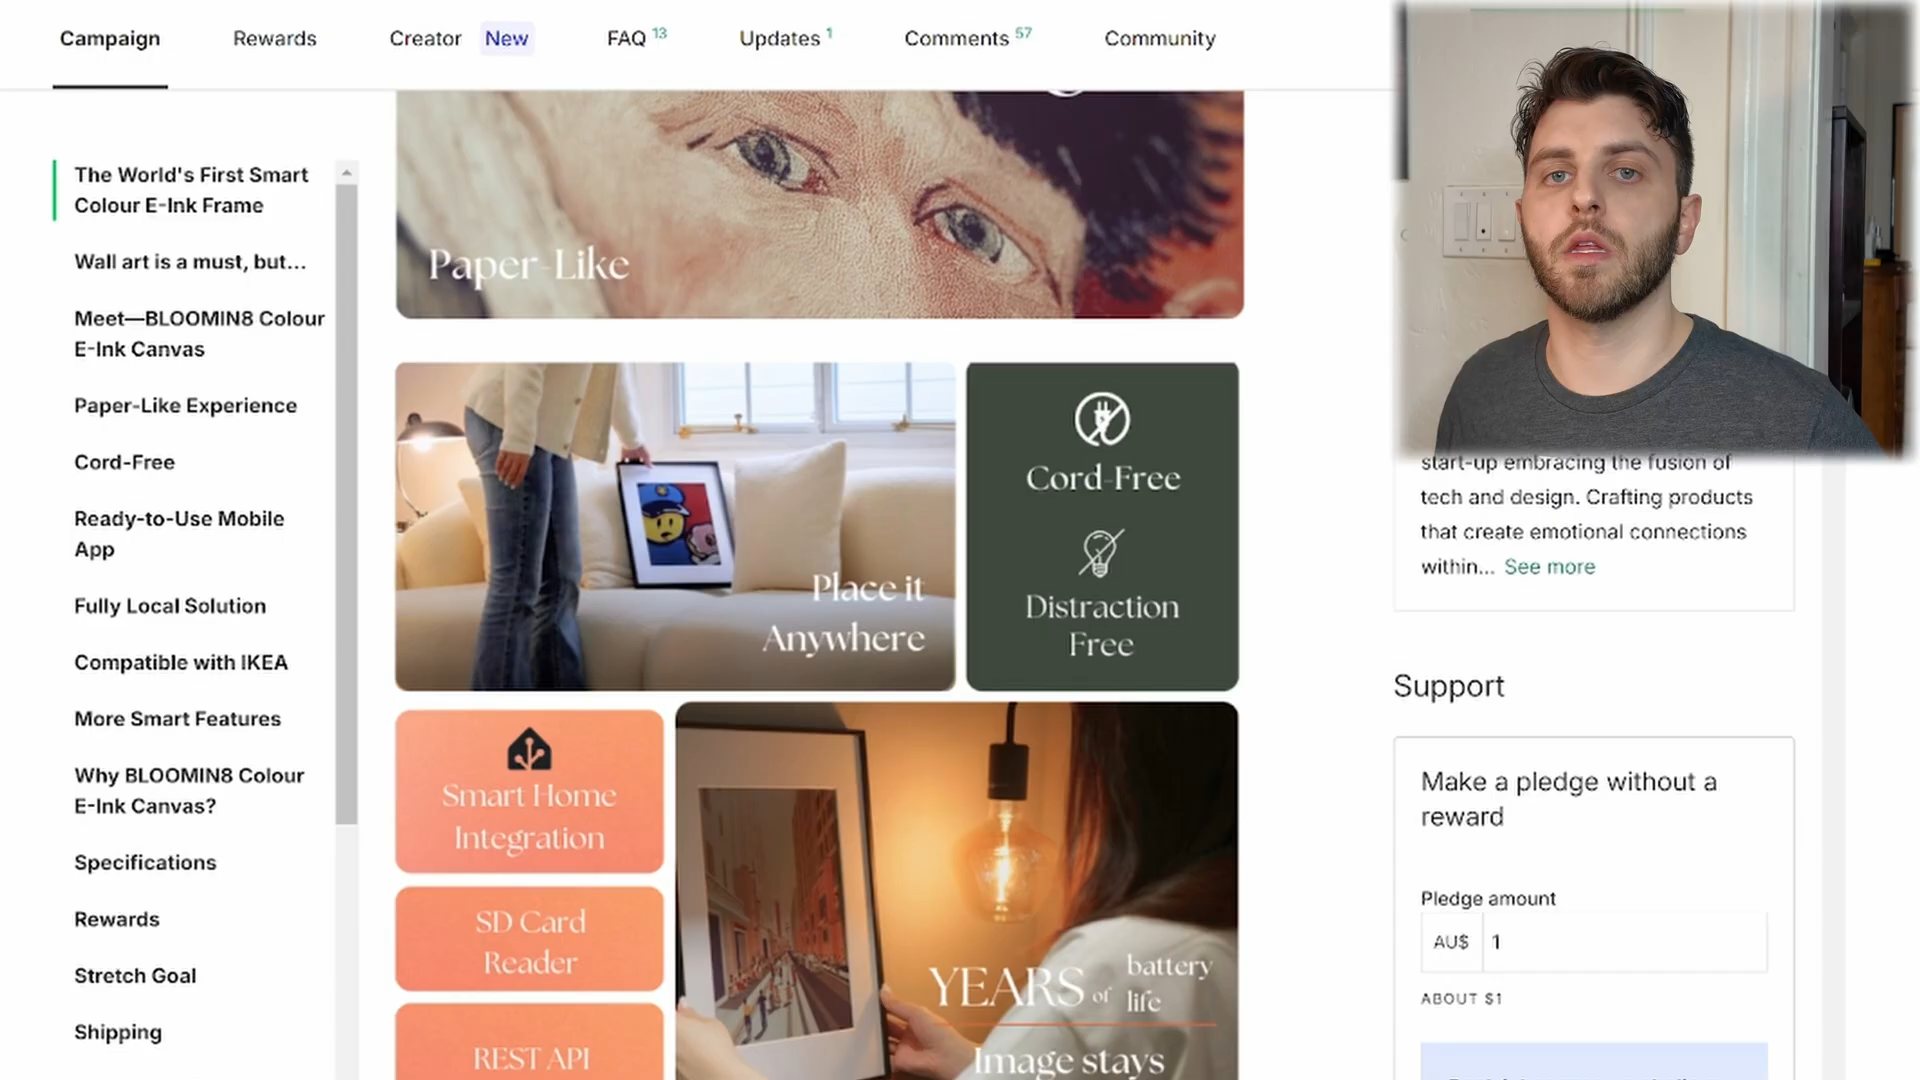 Campaign
Rewards
Creator New
FAQ 13
Updates 1
Comments 57
Community
The World's First Smart
Colour E-Ink Frame
Wall art is a must, but...
Meet—BLOOMIN8 Colour
E-Ink Canvas
Paper-Like Experience
Cord-Free
Ready-to-Use Mobile
App
Fully Local Solution
Compatible with IKEA
More Smart Features
Why BLOOMIN8 Colour
E-Ink Canvas?
Specifications
Rewards
Stretch Goal
Shipping
Paper-Like
Place it
Anywhere
Cord-Free
Distraction
Free
Smart Home
Integration
SD Card
Reader
REST API
YEARS of battery
life
Image stays
start-up embracing the fusion of
tech and design. Crafting products
that create emotional connections
within... See more
Support
Make a pledge without a
reward
Pledge amount
AU$ 1
ABOUT $1